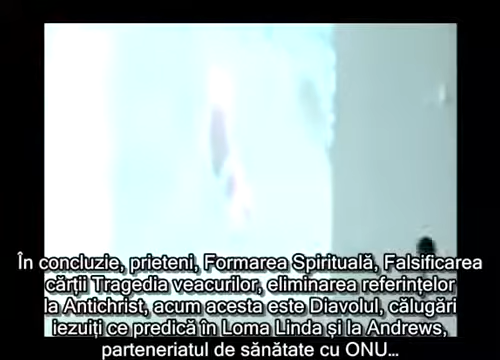 În concluzie, prieteni, Formarea Spirituală, Falsificarea
cărții Tragedia veacurilor, eliminarea referințelor
la Antichrist, acum acesta este Diavolul, călugări
iezuiți ce predică în Loma Linda și la Andrews,
parteneriatul de sănătate cu ONU...